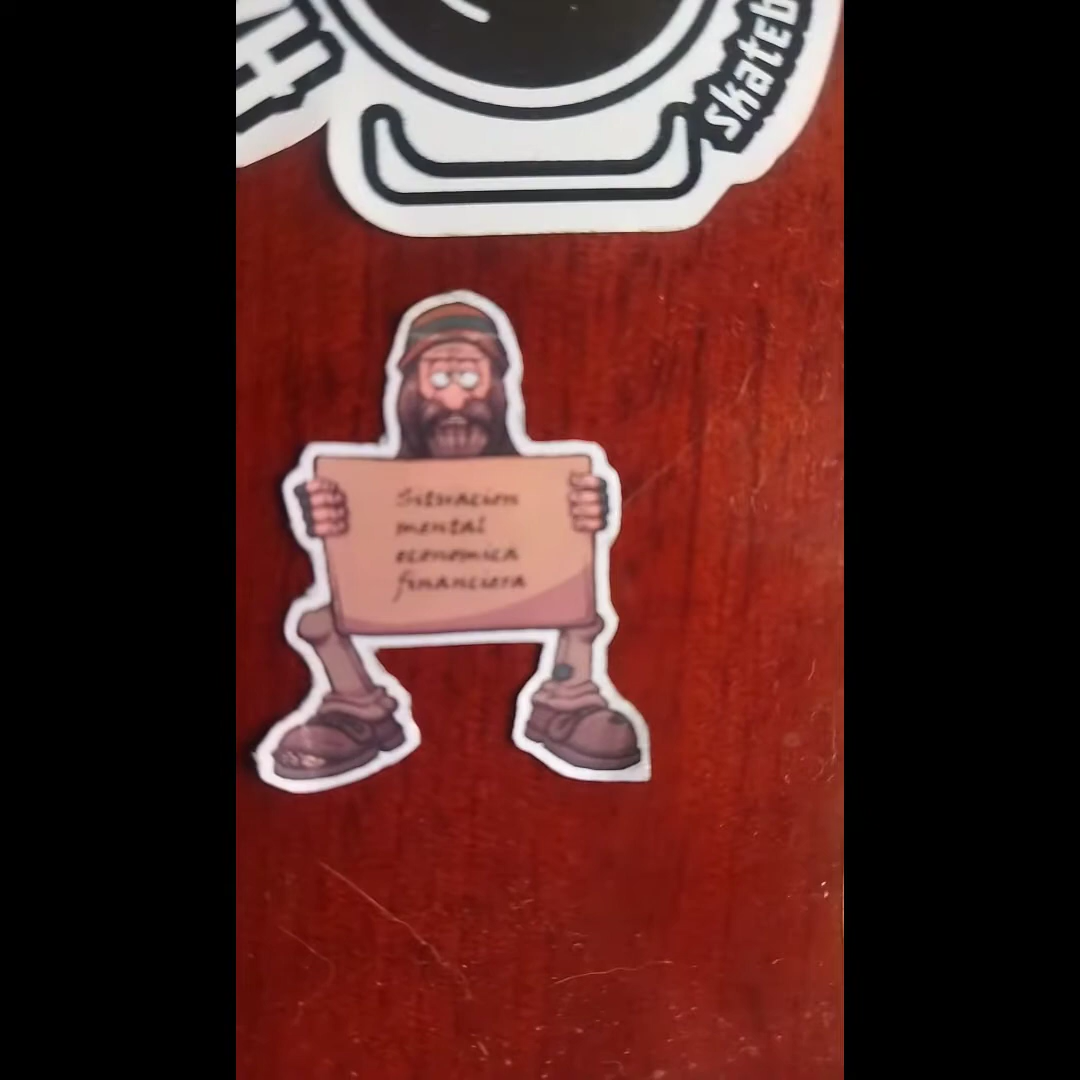 skateb
Situacion
mental
economica
financiera